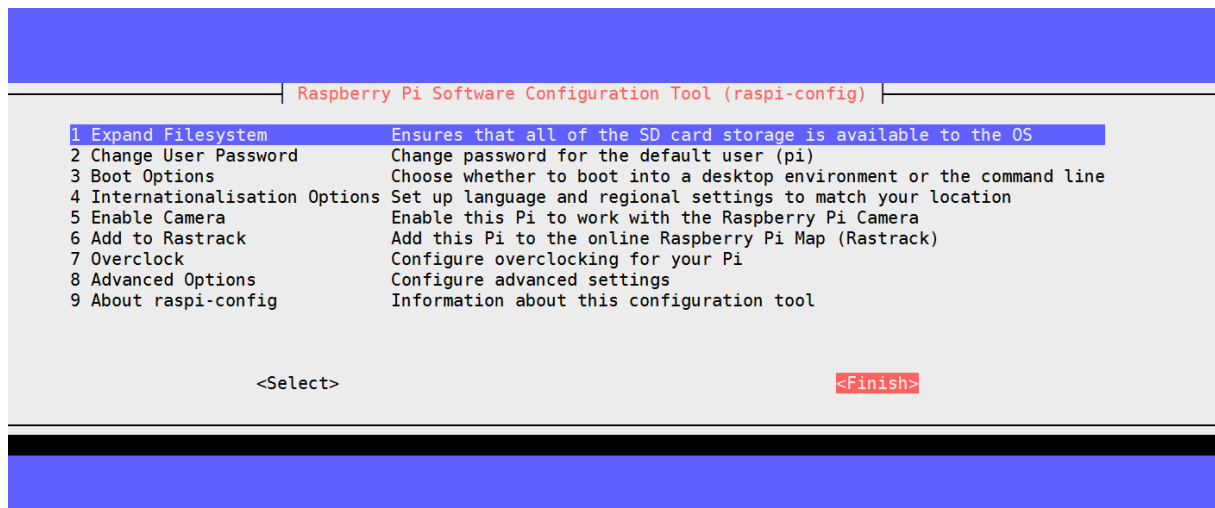 Raspberry Pi Software Configuration Tool (raspi-config)
1 Expand Filesystem Ensures that all of the SD card storage is available to the OS
2 Change User Password Change password for the default user (pi)
3 Boot Options Choose whether to boot into a desktop environment or the command line
4 Internationalisation Options Set up language and regional settings to match your location
5 Enable Camera Enable this Pi to work with the Raspberry Pi Camera
6 Add to Rastrack Add this Pi to the online Raspberry Pi Map (Rastrack)
7 Overclock Configure overclocking for your Pi
8 Advanced Options Configure advanced settings
9 About raspi-config Information about this configuration tool
<Select> <Finish>